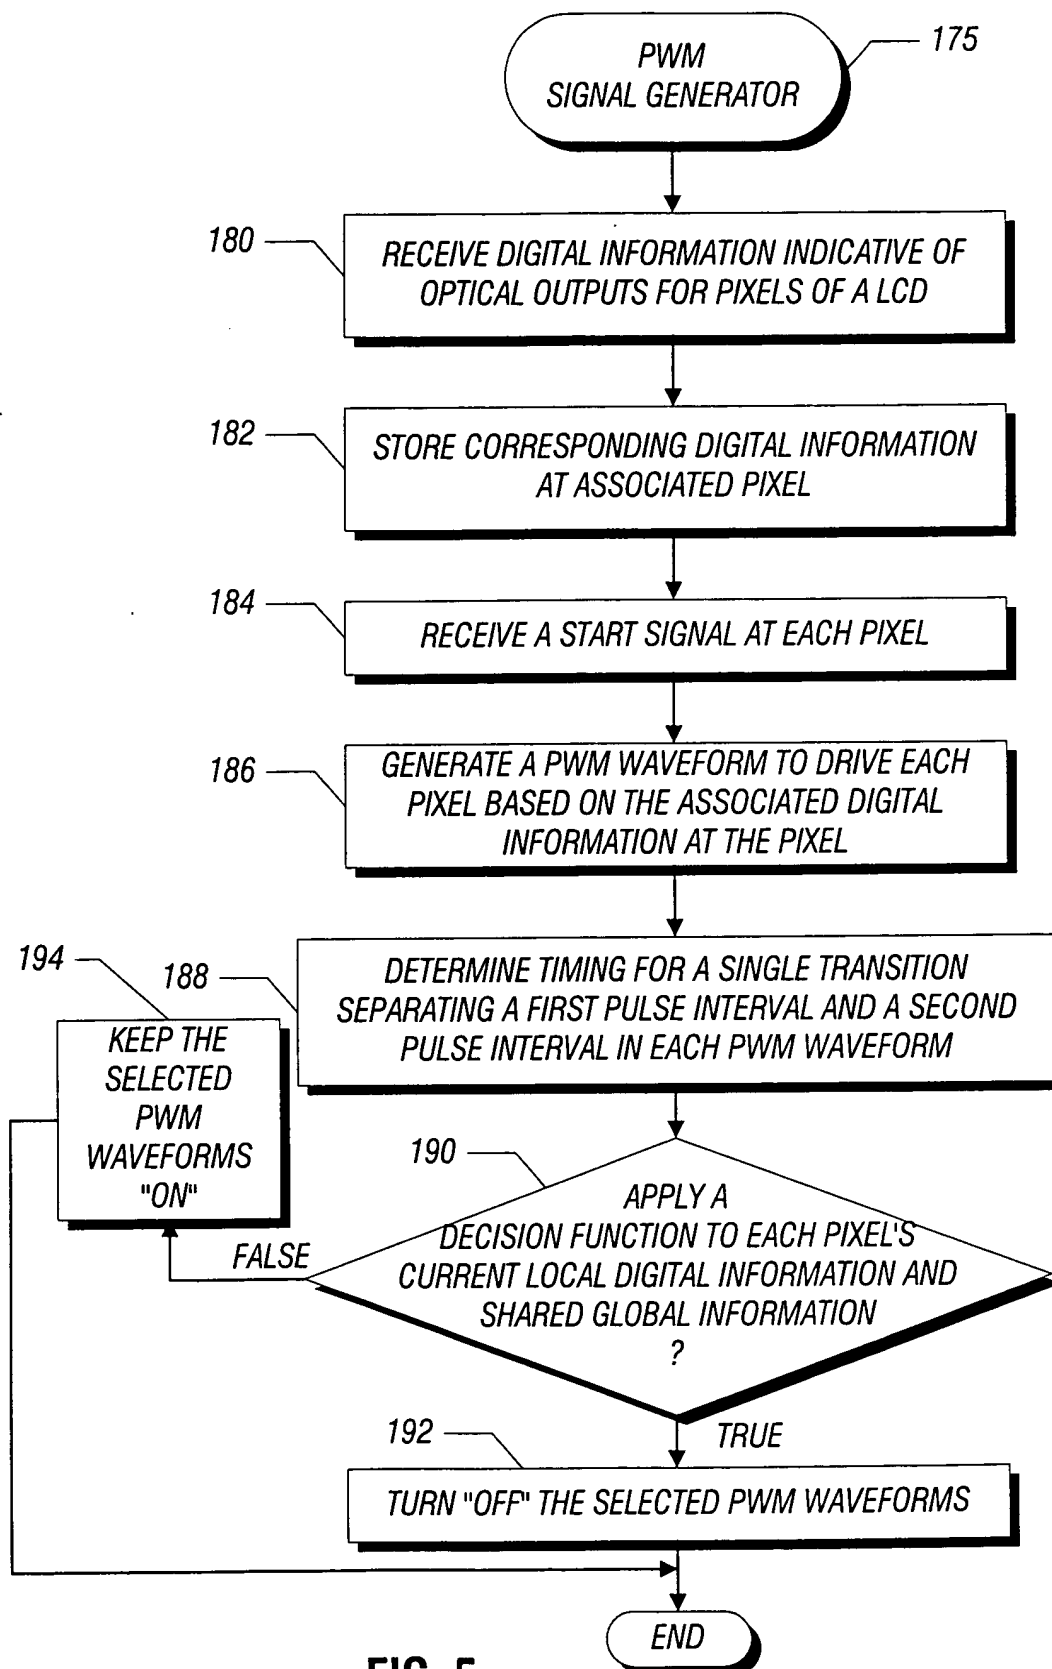 PWM
SIGNAL GENERATOR
175
180
RECEIVE DIGITAL INFORMATION INDICATIVE OF
OPTICAL OUTPUTS FOR PIXELS OF A LCD
182
STORE CORRESPONDING DIGITAL INFORMATION
AT ASSOCIATED PIXEL
184
RECEIVE A START SIGNAL AT EACH PIXEL
186
GENERATE A PWM WAVEFORM TO DRIVE EACH
PIXEL BASED ON THE ASSOCIATED DIGITAL
INFORMATION AT THE PIXEL
188
DETERMINE TIMING FOR A SINGLE TRANSITION
SEPARATING A FIRST PULSE INTERVAL AND A SECOND
PULSE INTERVAL IN EACH PWM WAVEFORM
194
KEEP THE
SELECTED
PWM
WAVEFORMS
"ON"
190
APPLY A
DECISION FUNCTION TO EACH PIXEL'S
CURRENT LOCAL DIGITAL INFORMATION AND
SHARED GLOBAL INFORMATION
?
FALSE
TRUE
192
TURN "OFF" THE SELECTED PWM WAVEFORMS
END
FIG. 5